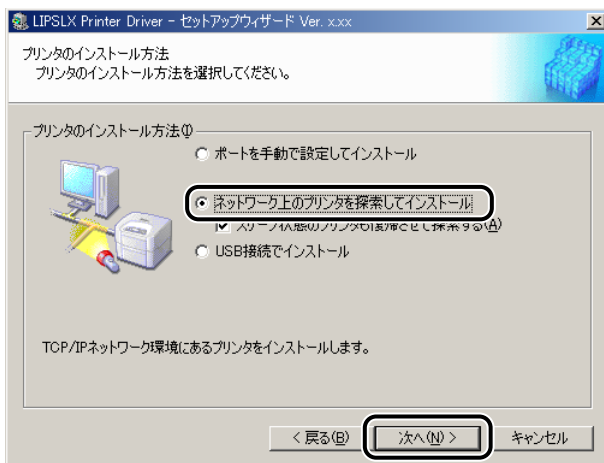 LIPSLX Printer Driver - セットアップウィザード Ver. x.xx
プリンタのインストール方法
プリンタのインストール方法を選択してください。
プリンタのインストール方法(I)
ポートを手動で設定してインストール
ネットワーク上のプリンタを探索してインストール
スリープ状態のプリンタも復帰させて探索する(A)
USB接続でインストール
TCP/IPネットワーク環境にあるプリンタをインストールします。
< 戻る(B)
次へ(N) >
キャンセル